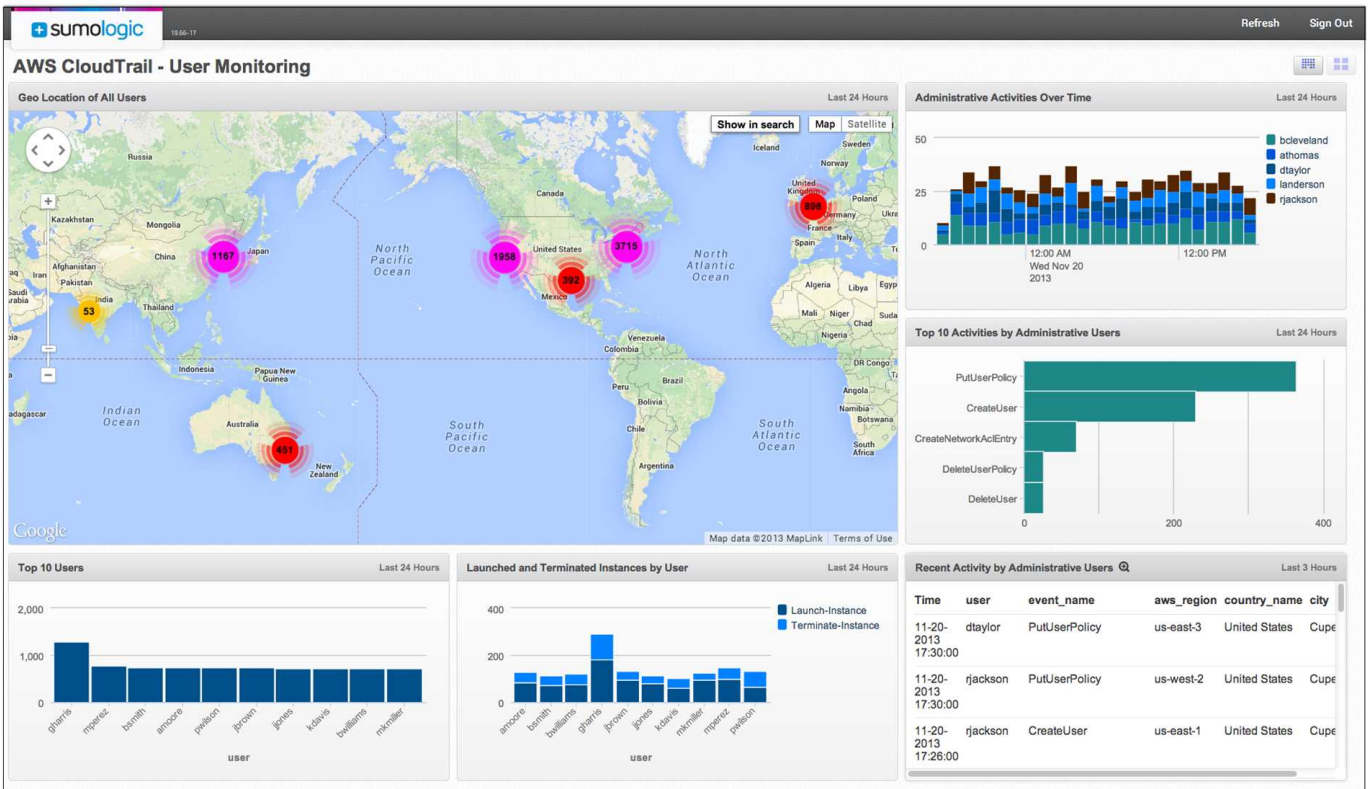 sumologic
19.66-17
Refresh
Sign Out
AWS CloudTrail - User Monitoring
Geo Location of All Users
Last 24 Hours
Show in search
Map
Satellite
Russia
Kazakhstan
Mongolia
China
Japan
Afghanistan
Iran
Pakistan
India
Thailand
Indonesia
Papua New
Guinea
Indian
Ocean
Australia
New
Zealand
North
Pacific
Ocean
South
Pacific
Ocean
Canada
United States
Mexico
Venezuela
Colombia
Peru
Brazil
Bolivia
Chile
Argentina
North
Atlantic
Ocean
South
Atlantic
Ocean
Iceland
Sweden
Norway
United
Kingdom
Poland
Ukra
Germany
France
Italy
Spain
Algeria
Libya
Egyp
Mali
Niger
Chad
Suda
Nigeria
DR Congo
Angola
Namibia
Botswana
South
Africa
adagascar
1167
53
451
1958
3715
392
898
Google
Map data ©2013 MapLink
Terms of Use
Administrative Activities Over Time
Last 24 Hours
50
25
0
12:00 AM
Wed Nov 20
2013
12:00 PM
bcleveland
athomas
dtaylor
landerson
rjackson
Top 10 Activities by Administrative Users
Last 24 Hours
PutUserPolicy
CreateUser
CreateNetworkAclEntry
DeleteUserPolicy
DeleteUser
0
200
400
Top 10 Users
Last 24 Hours
2,000
1,000
0
gharris
mperez
bsmith
amoore
pwilson
jbrown
jjones
kdavis
bwilliams
mkmiller
user
Launched and Terminated Instances by User
Last 24 Hours
400
200
0
Launch-Instance
Terminate-Instance
amoore
bsmith
bwilliams
gharris
jbrown
jjones
kdavis
mkmiller
mperez
pwilson
user
Recent Activity by Administrative Users
Last 3 Hours
Time user event_name aws_region country_name city
11-20-
2013
17:30:00
dtaylor PutUserPolicy us-east-3 United States Cupe
11-20-
2013
17:30:00
rjackson PutUserPolicy us-west-2 United States Cupe
11-20-
2013
17:26:00
rjackson CreateUser us-east-1 United States Cupe